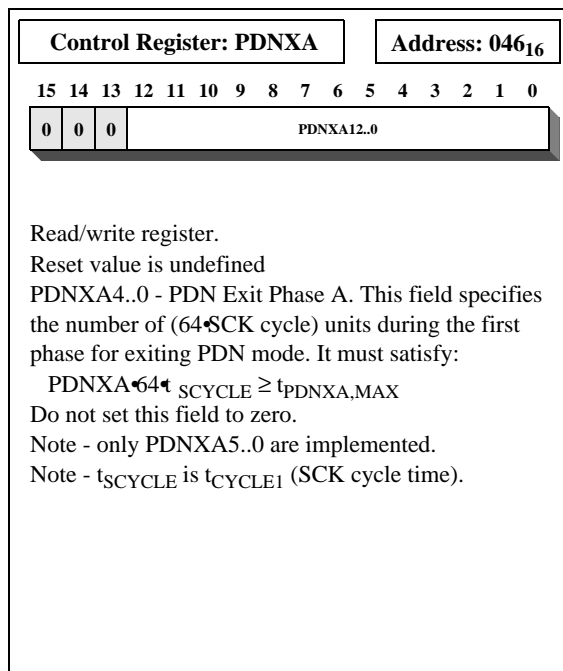 Control Register: PDNXA Address: 046₁₆
15 14 13 12 11 10 9 8 7 6 5 4 3 2 1 0
0 0 0 PDNXA12..0
Read/write register.
Reset value is undefined
PDNXA4..0 - PDN Exit Phase A. This field specifies
the number of (64•SCK cycle) units during the first
phase for exiting PDN mode. It must satisfy:
PDNXA•64•t SCYCLE ≥ tPDNXA,MAX
Do not set this field to zero.
Note - only PDNXA5..0 are implemented.
Note - tSCYCLE is tCYCLE1 (SCK cycle time).